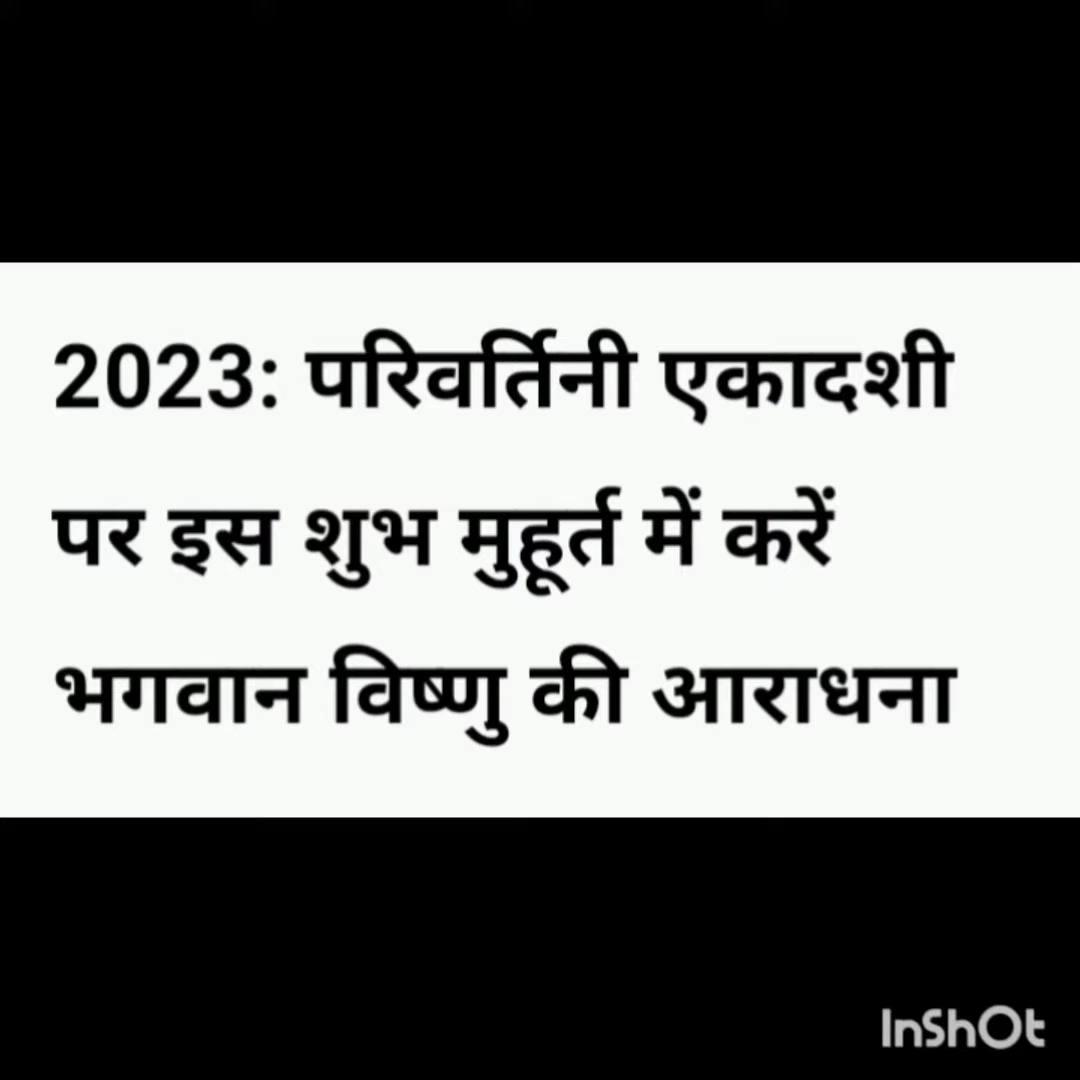 2023: परिवर्तिनी एकादशी
पर इस शुभ मुहूर्त में करें
भगवान विष्णु की आराधना
InShOt